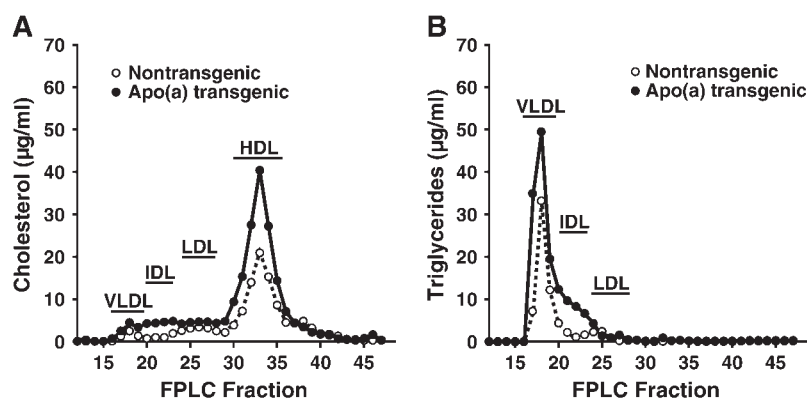 A
70
60
50
40
30
20
10
0
Cholesterol (µg/ml)
Nontransgenic
Apo(a) transgenic
HDL
LDL
IDL
VLDL
15 20 25 30 35 40 45
FPLC Fraction
B
70
60
50
40
30
20
10
0
Triglycerides (µg/ml)
Nontransgenic
Apo(a) transgenic
VLDL
IDL
LDL
15 20 25 30 35 40 45
FPLC Fraction